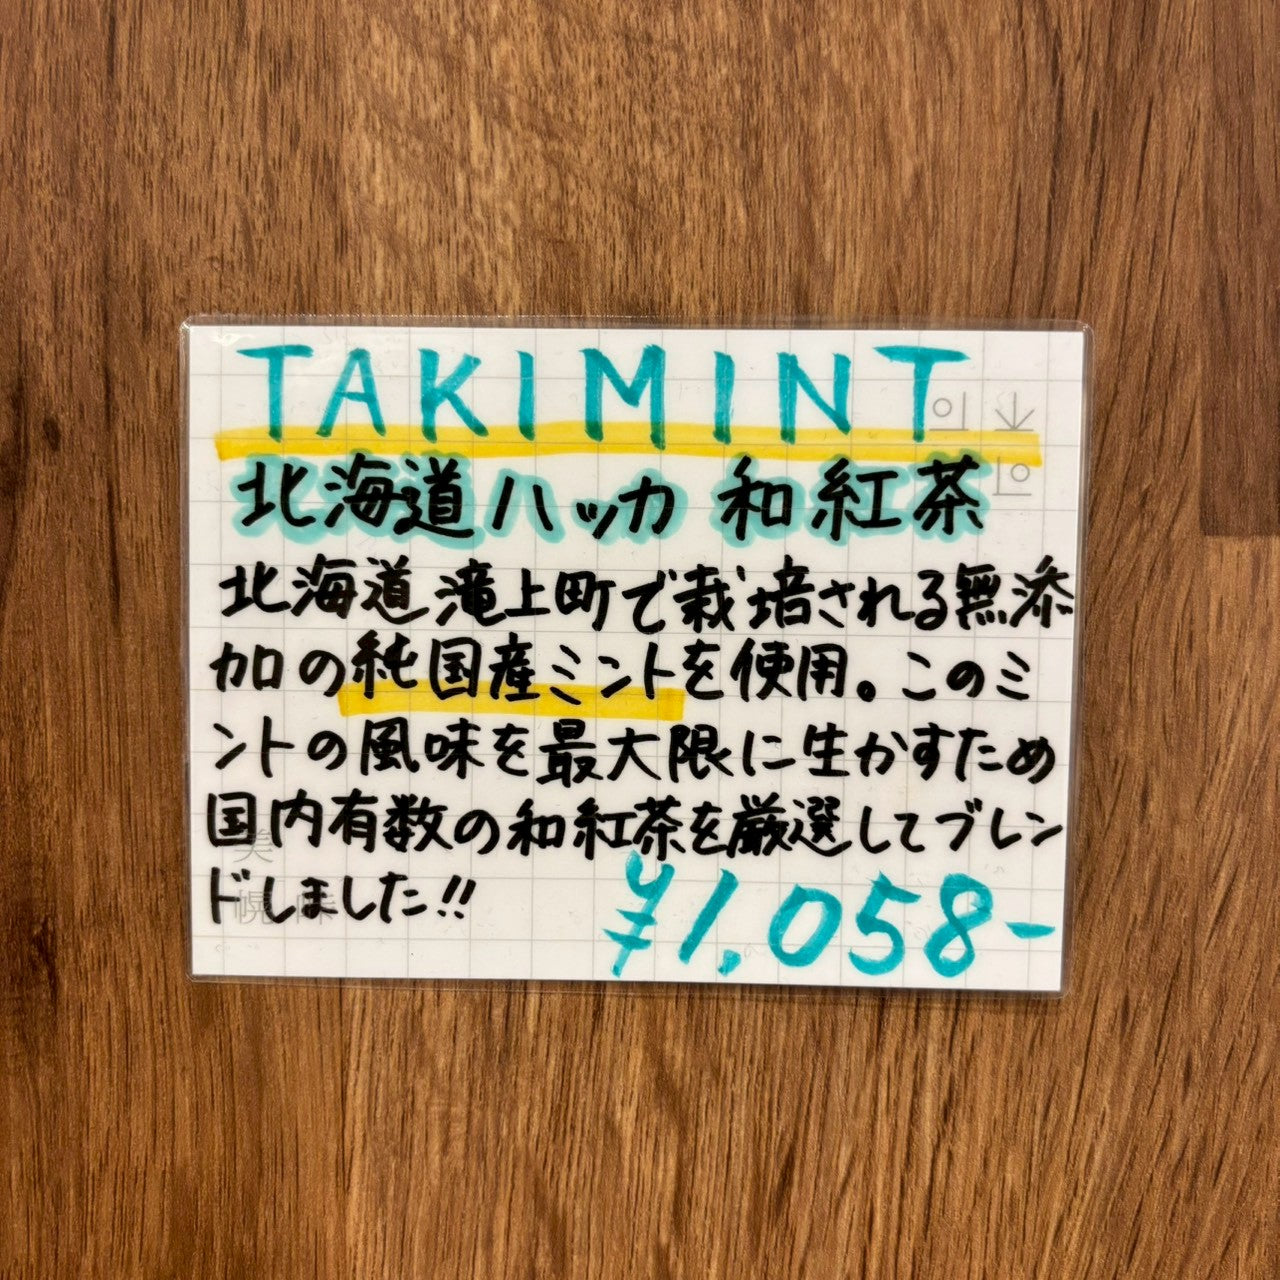 TAKIMINT
北海道ハッカ 和紅茶
北海道滝上町で栽培される無添
加の純国産ミントを使用。このミ
ントの風味を最大限に生かすため
国内有数の和紅茶を厳選してブレン
ドしました!!
¥1,058-